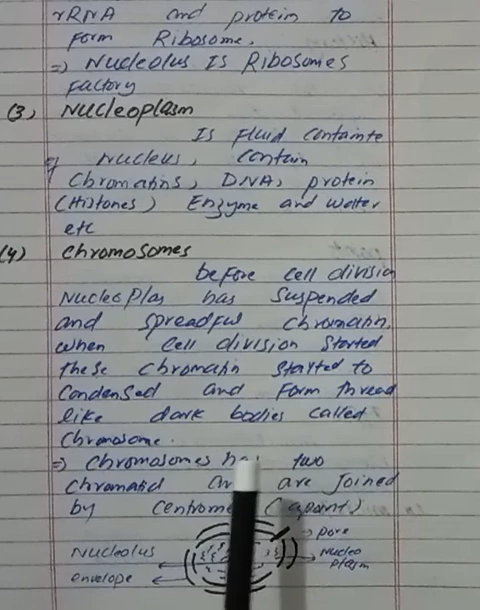 rRNA and protein to
form Ribosome.
=> Nucleolus Is Ribosomes
factory
(3) Nucleoplasm
Is fluid containte
of Nucleus, contain
Chromatins, DNA, protein
(Histones) Enzyme and water
etc
(4) chromosomes
before cell division
NucleoPlas has suspended
and spreadful chromatin,
when cell division started
these chromatin started to
condensed and form thread
like dark bodies called
chromosome.
=> chromosomes two
chromatid are joined
by (apoint)
Nucleolus
envelope
pore
Nucleo
plasm